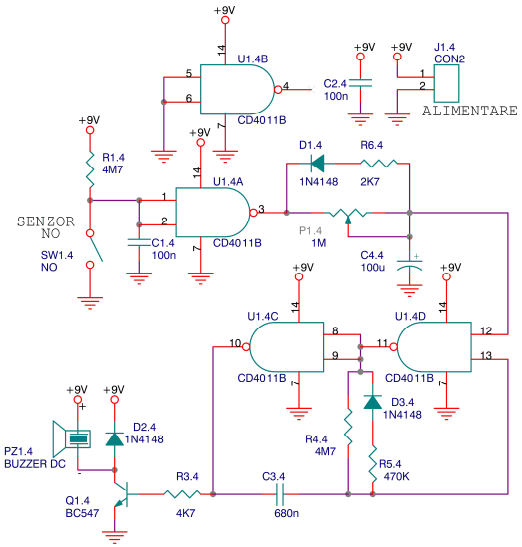 +9V
14
U1.4B
5
6
4
7
CD4011B
+9V
C2.4
100n
+9V
J1.4
CON2
1
2
ALIMENTARE
+9V
R1.4
4M7
+9V
14
U1.4A
1
2
3
7
CD4011B
SENZOR
NO
SW1.4
NO
C1.4
100n
D1.4
1N4148
R6.4
2K7
P1.4
1M
C4.4
100u
+
+9V
14
U1.4C
10
8
9
7
CD4011B
+9V
14
U1.4D
11
12
13
7
CD4011B
+9V
+
-
PZ1.4
BUZZER DC
+9V
D2.4
1N4148
Q1.4
BC547
R3.4
4K7
C3.4
680n
R4.4
4M7
D3.4
1N4148
R5.4
470K